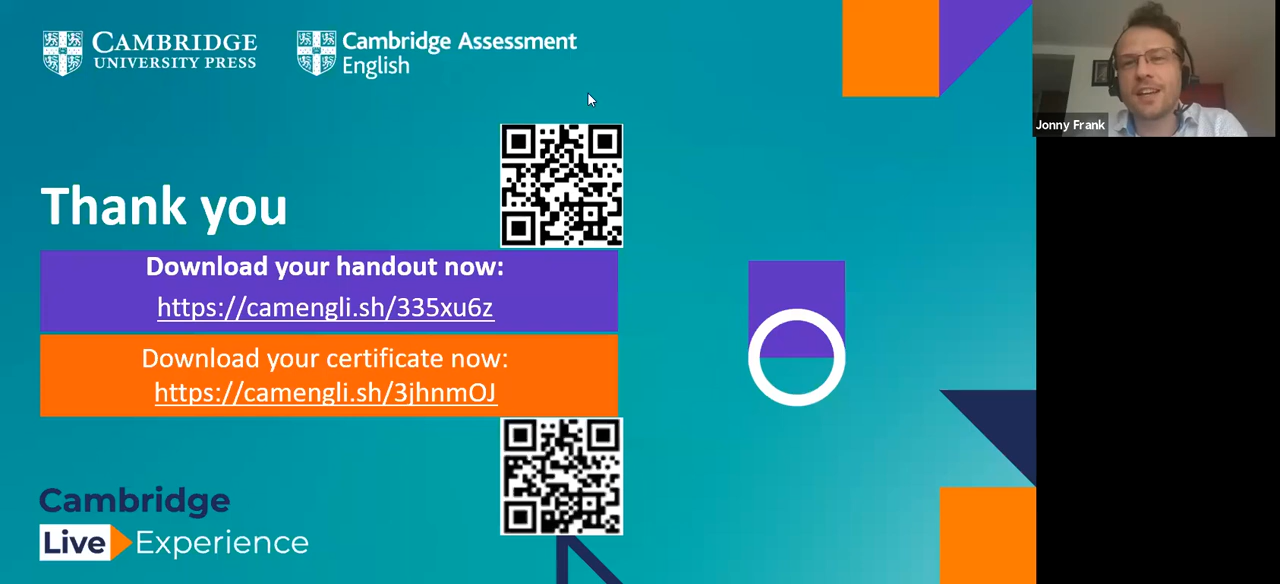 CAMBRIDGE
UNIVERSITY PRESS
Cambridge Assessment
English
Jonny Frank
Thank you
Download your handout now:
https://camengli.sh/335xu6z
Download your certificate now:
https://camengli.sh/3jhnmOJ
Cambridge
Live Experience